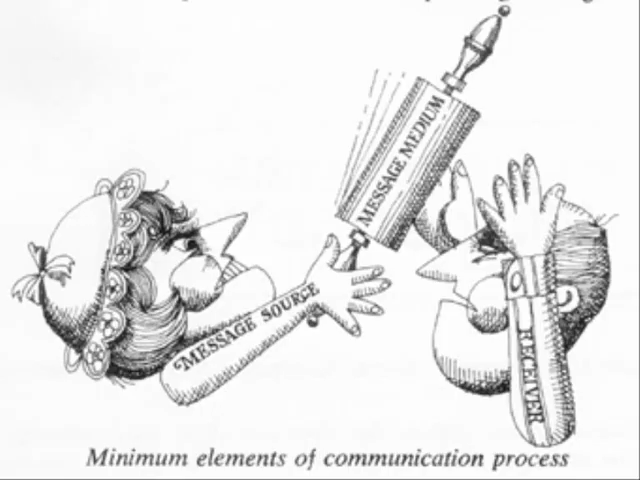 MESSAGE MEDIUM
MESSAGE SOURCE
RECEIVER
Minimum elements of communication process